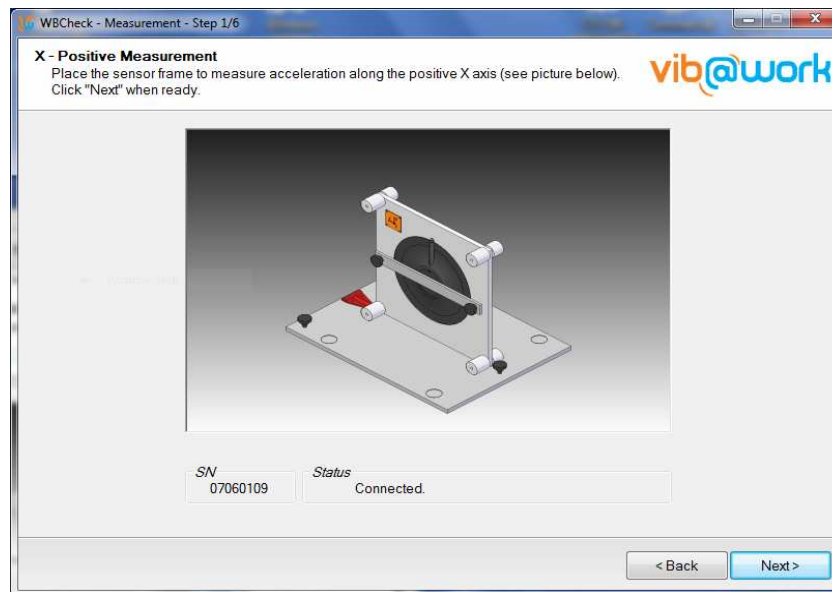 WBCheck - Measurement - Step 1/6
X - Positive Measurement
Place the sensor frame to measure acceleration along the positive X axis (see picture below).
Click "Next" when ready.
vib@work
SN
07060109
Status
Connected.
< Back
Next >